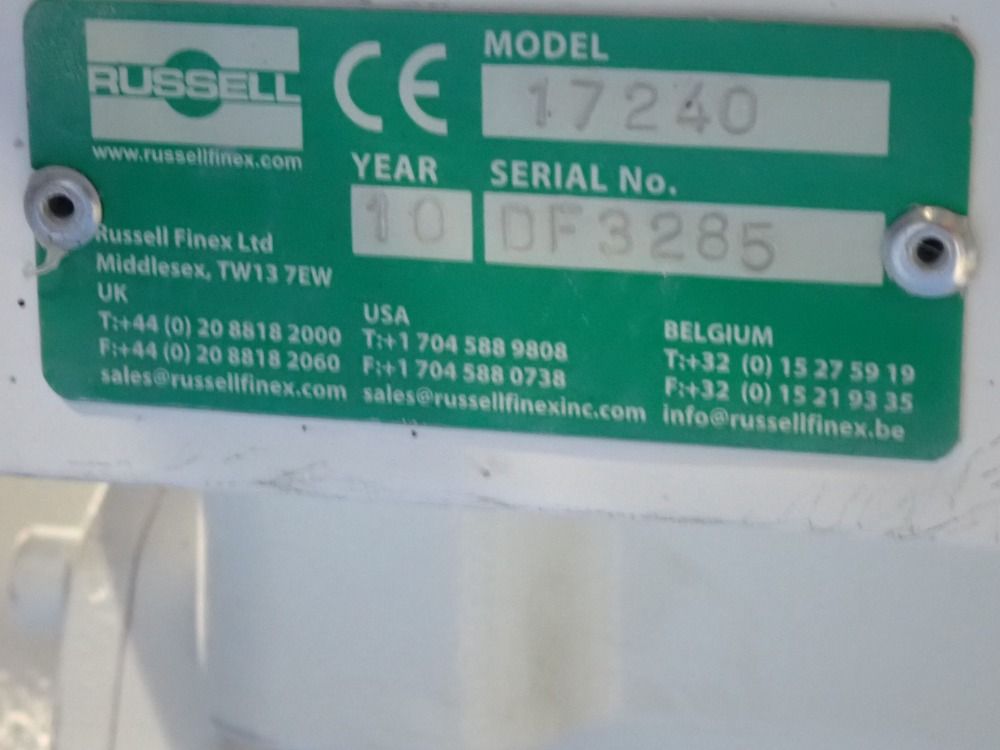 RUSSELL
www.russellfinex.com
CE
MODEL
17240
YEAR
10
SERIAL No.
DF3285
Russell Finex Ltd
Middlesex, TW13 7EW
UK
T:+44 (0) 20 8818 2000
F:+44 (0) 20 8818 2060
sales@russellfinex.com
USA
T:+1 704 588 9808
F:+1 704 588 0738
sales@russellfinexinc.com
BELGIUM
T:+32 (0) 15 27 59 19
F:+32 (0) 15 21 93 35
info@russellfinex.be